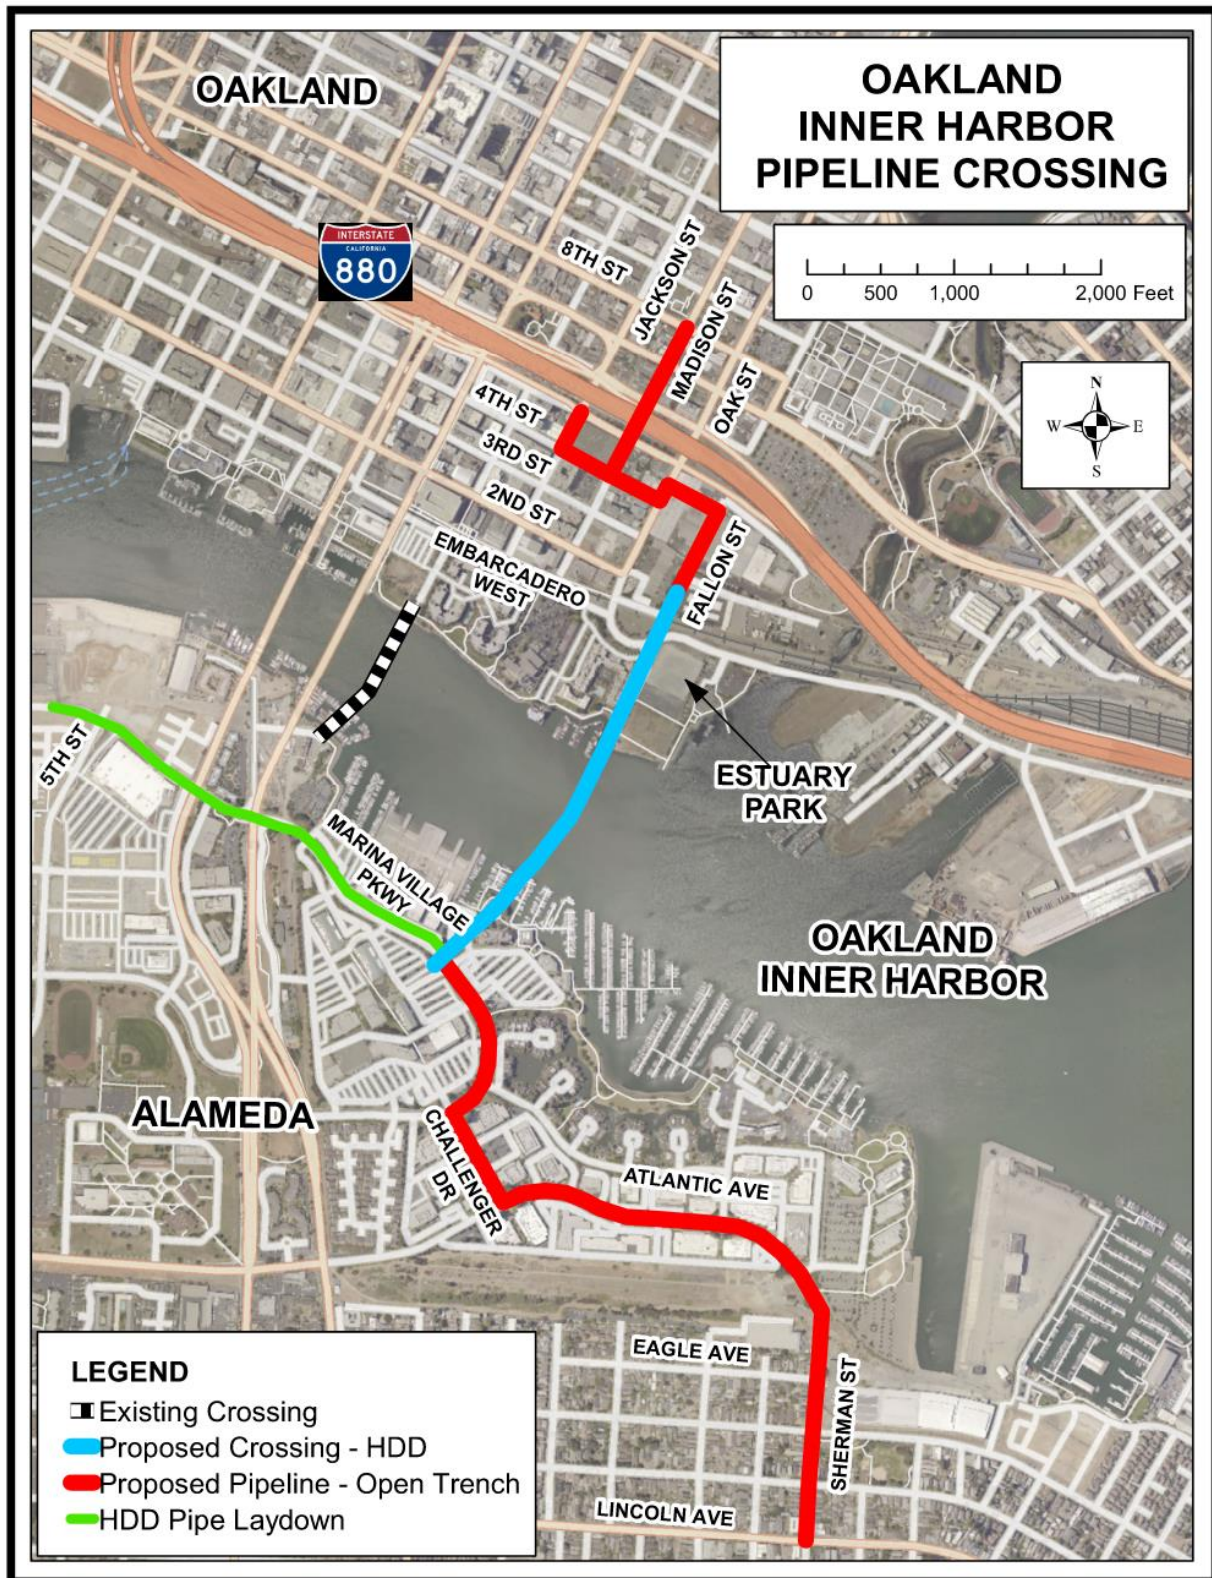 OAKLAND
INNER HARBOR
PIPELINE CROSSING
0 500 1,000 2,000 Feet
N
W E
S
OAKLAND
INTERSTATE
CALIFORNIA
880
8TH ST
JACKSON ST
MADISON ST
OAK ST
4TH ST
3RD ST
2ND ST
EMBARCADERO
WEST
FALLON ST
ESTUARY
PARK
5TH ST
MARINA VILLAGE
PKWY
OAKLAND
INNER HARBOR
ALAMEDA
CHALLENGER
DR
ATLANTIC AVE
EAGLE AVE
SHERMAN ST
LINCOLN AVE
LEGEND
Existing Crossing
Proposed Crossing - HDD
Proposed Pipeline - Open Trench
HDD Pipe Laydown